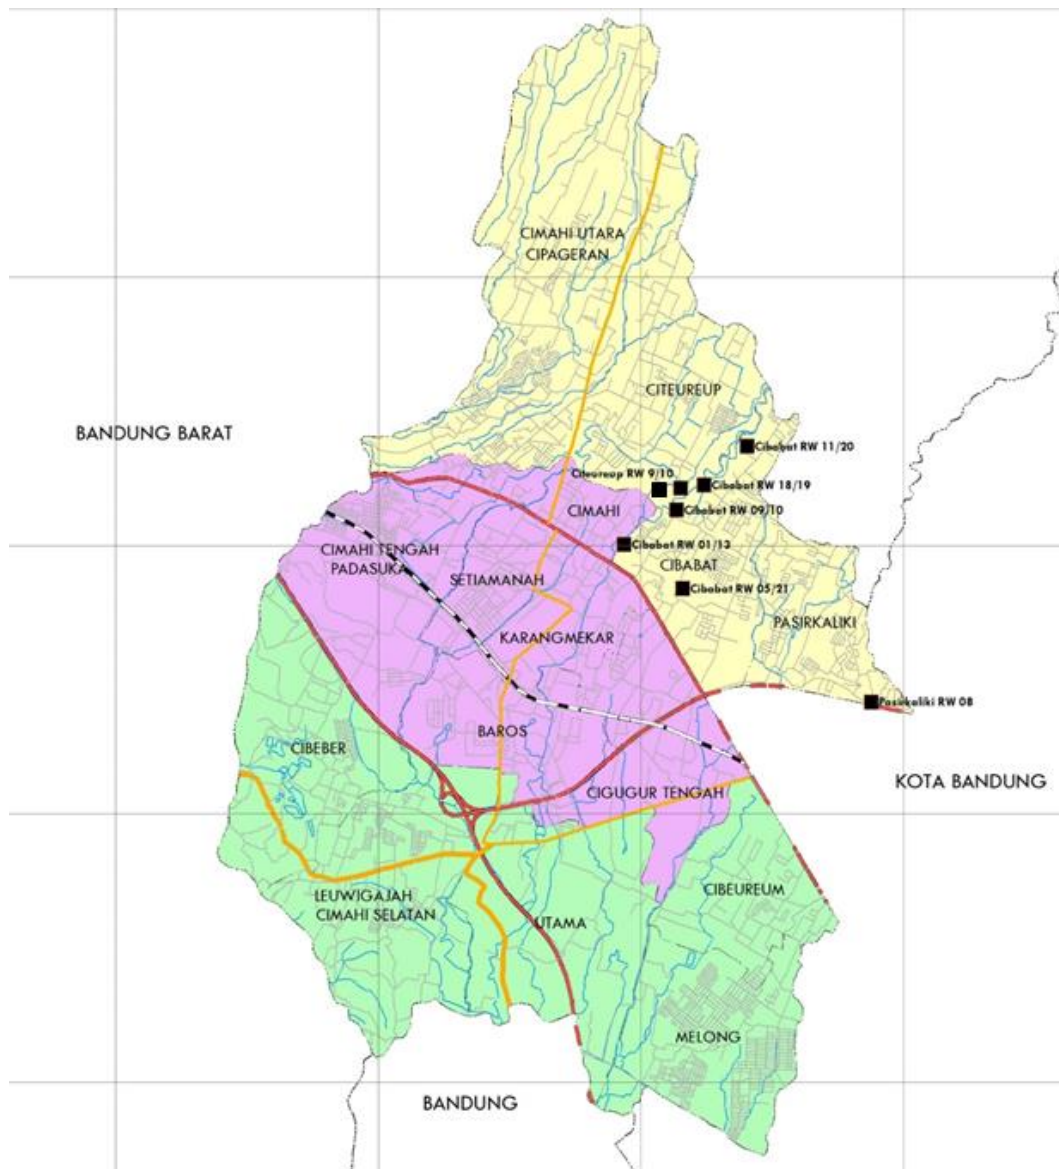 CIMAHI UTARA
CIPAGERAN
CITEUREUP
BANDUNG BARAT
Cibabat RW 11/20
Citeureup RW 9/10
Cibabat RW 18/19
CIMAHI
Cibabat RW 09/10
Cibabat RW 01/13
CIMAHI TENGAH
PADASUKA
CIBABAT
SETIAMANAH
Cibabat RW 05/21
PASIRKALIKI
KARANGMEKAR
Pasirkaliki RW 08
BAROS
CIBEBER
KOTA BANDUNG
CIGUGUR TENGAH
CIBEUREUM
LEUWIGAJAH
CIMAHI SELATAN
UTAMA
MELONG
BANDUNG